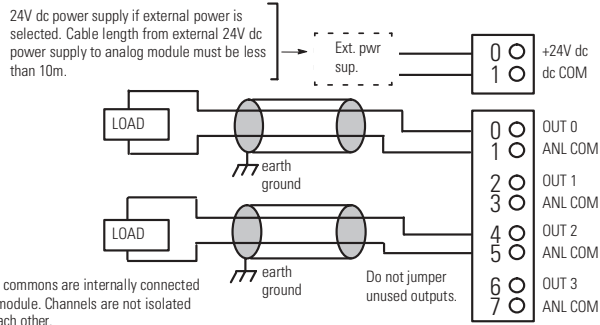 24V dc power supply if external power is
selected. Cable length from external 24V dc
power supply to analog module must be less
than 10m.
Ext. pwr
sup.
0 +24V dc
1 dc COM
LOAD
earth
ground
0 OUT 0
1 ANL COM
2 OUT 1
3 ANL COM
LOAD
earth
ground
4 OUT 2
5 ANL COM
Do not jumper
unused outputs.
6 OUT 3
7 ANL COM
commons are internally connected
module. Channels are not isolated
each other.